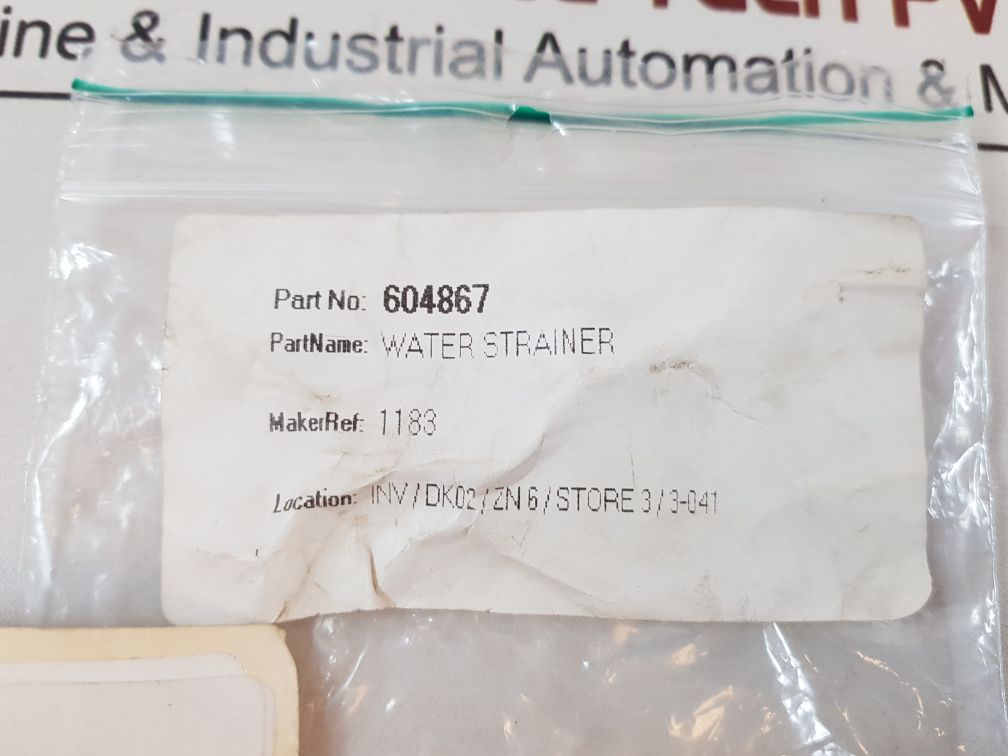 ine & Industrial Automation & M
Part No: 604867
PartName: WATER STRAINER
MakerRef: 1183
Location: INV / DK02 / ZN 6 / STORE 3 / 3-041